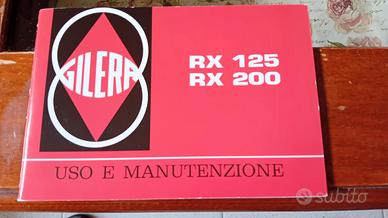 GILERA
RX 125
RX 200
USO E MANUTENZIONE
subito